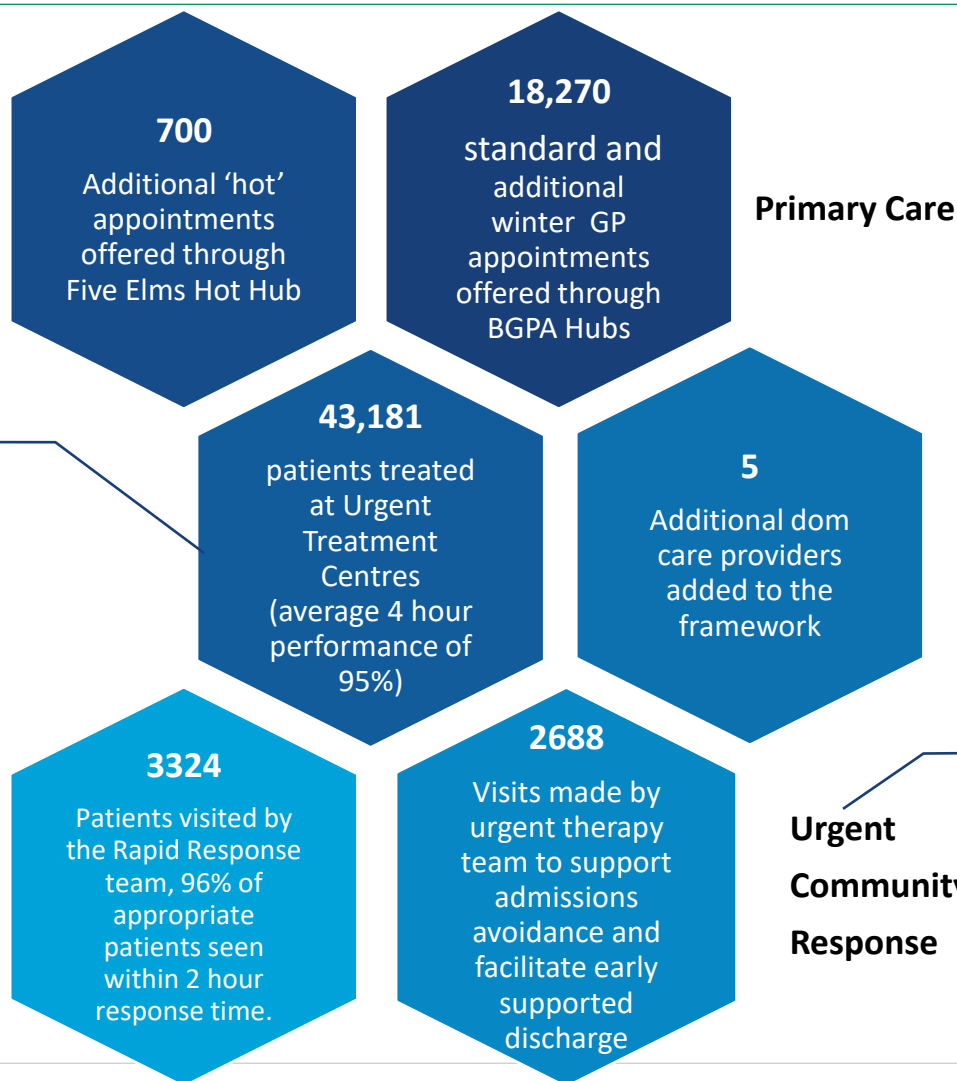 700
Additional ‘hot’
appointments
offered through
Five Elms Hot Hub
18,270
standard and
additional
winter GP
appointments
offered through
BGPA Hubs
Primary Care
43,181
patients treated
at Urgent
Treatment
Centres
(average 4 hour
performance of
95%)
5
Additional dom
care providers
added to the
framework
3324
Patients visited by
the Rapid Response
team, 96% of
appropriate
patients seen
within 2 hour
response time.
2688
Visits made by
urgent therapy
team to support
admissions
avoidance and
facilitate early
supported
discharge
Urgent
Community
Response